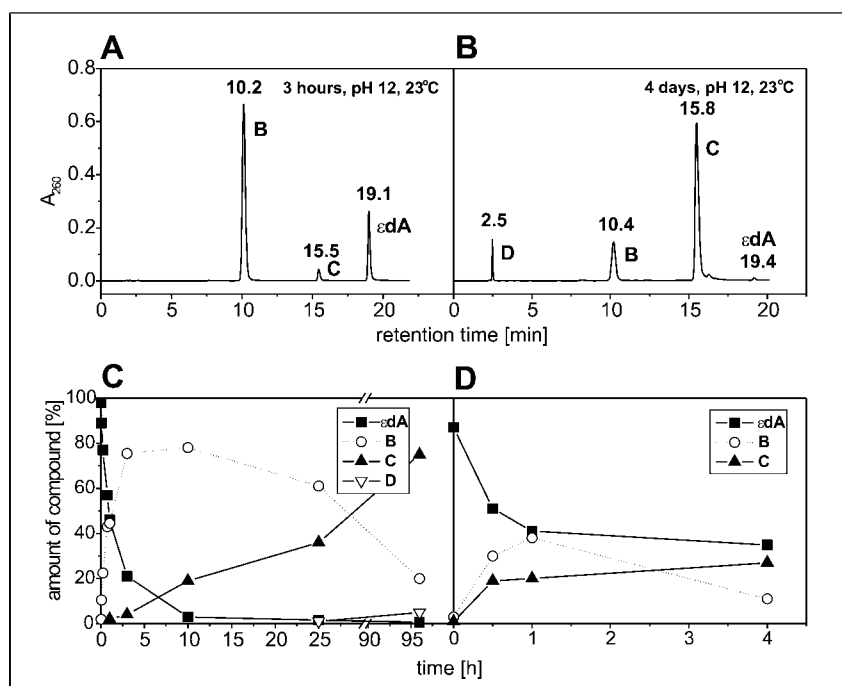 A
B
0.8
0.6
0.4
0.2
0.0
A260
10.2
3 hours, pH 12, 23°C
B
19.1
εdA
15.5
C
4 days, pH 12, 23°C
15.8
C
2.5
D
10.4
B
εdA
19.4
0 5 10 15 20 0 5 10 15 20
retention time [min]
C
D
100
80
60
40
20
0
amount of compound [%]
εdA
B
C
D
εdA
B
C
0 5 10 15 20 25 90 95 0 1 2 3 4
time [h]